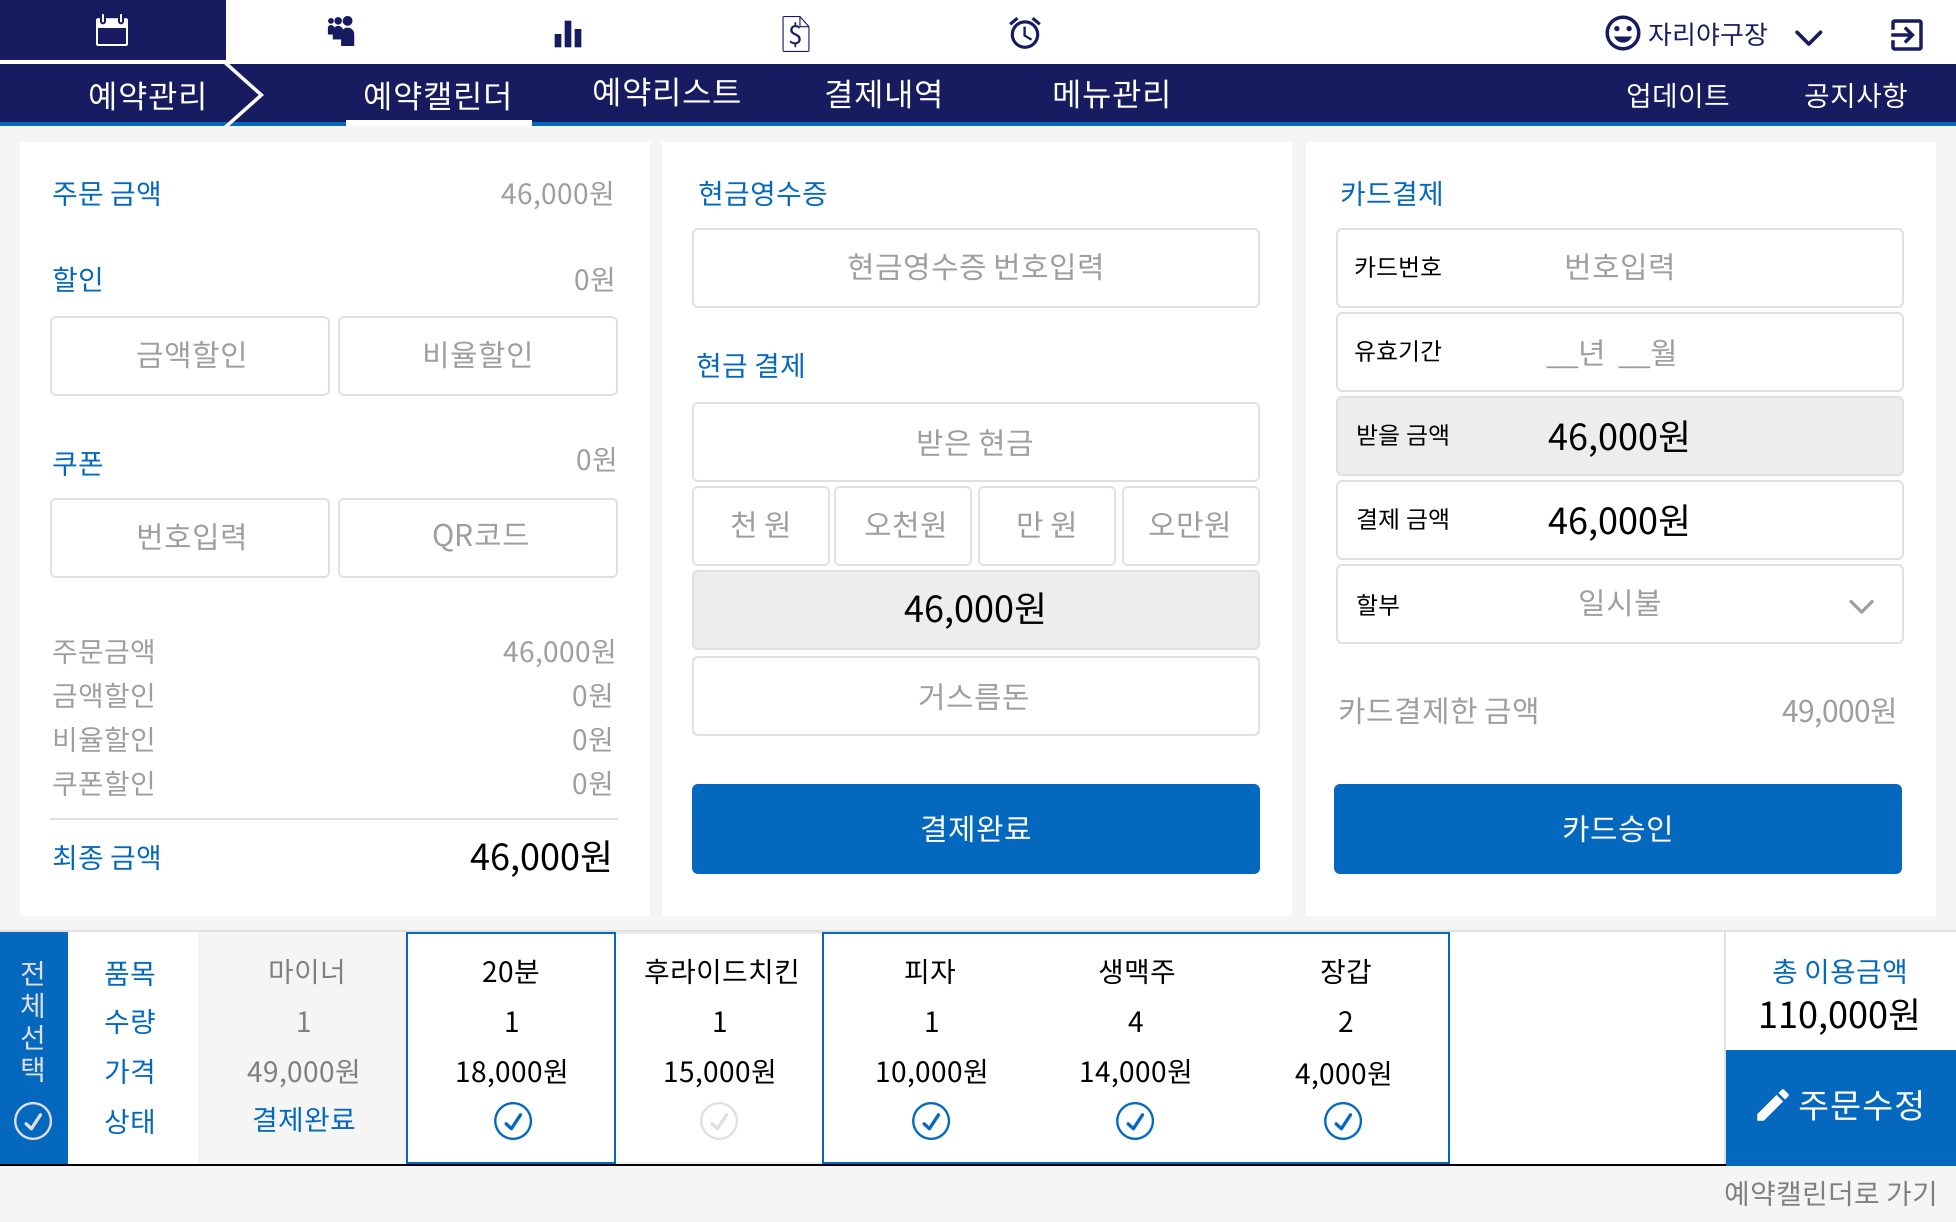 자리야구장
예약관리
예약캘린더
예약리스트
결제내역
메뉴관리
업데이트
공지사항
주문 금액
46,000원
할인
0원
금액할인
비율할인
쿠폰
0원
번호입력
QR코드
주문금액
46,000원
금액할인
0원
비율할인
0원
쿠폰할인
0원
최종 금액
46,000원
현금영수증
현금영수증 번호입력
현금 결제
받은 현금
천 원
오천원
만 원
오만원
46,000원
거스름돈
결제완료
카드결제
카드번호
번호입력
유효기간
__년 __월
받을 금액
46,000원
결제 금액
46,000원
할부
일시불
카드결제한 금액
49,000원
카드승인
전체선택
품목
마이너
20분
후라이드치킨
피자
생맥주
장갑
수량
1
1
1
1
4
2
가격
49,000원
18,000원
15,000원
10,000원
14,000원
4,000원
상태
결제완료
총 이용금액
110,000원
주문수정
예약캘린더로 가기